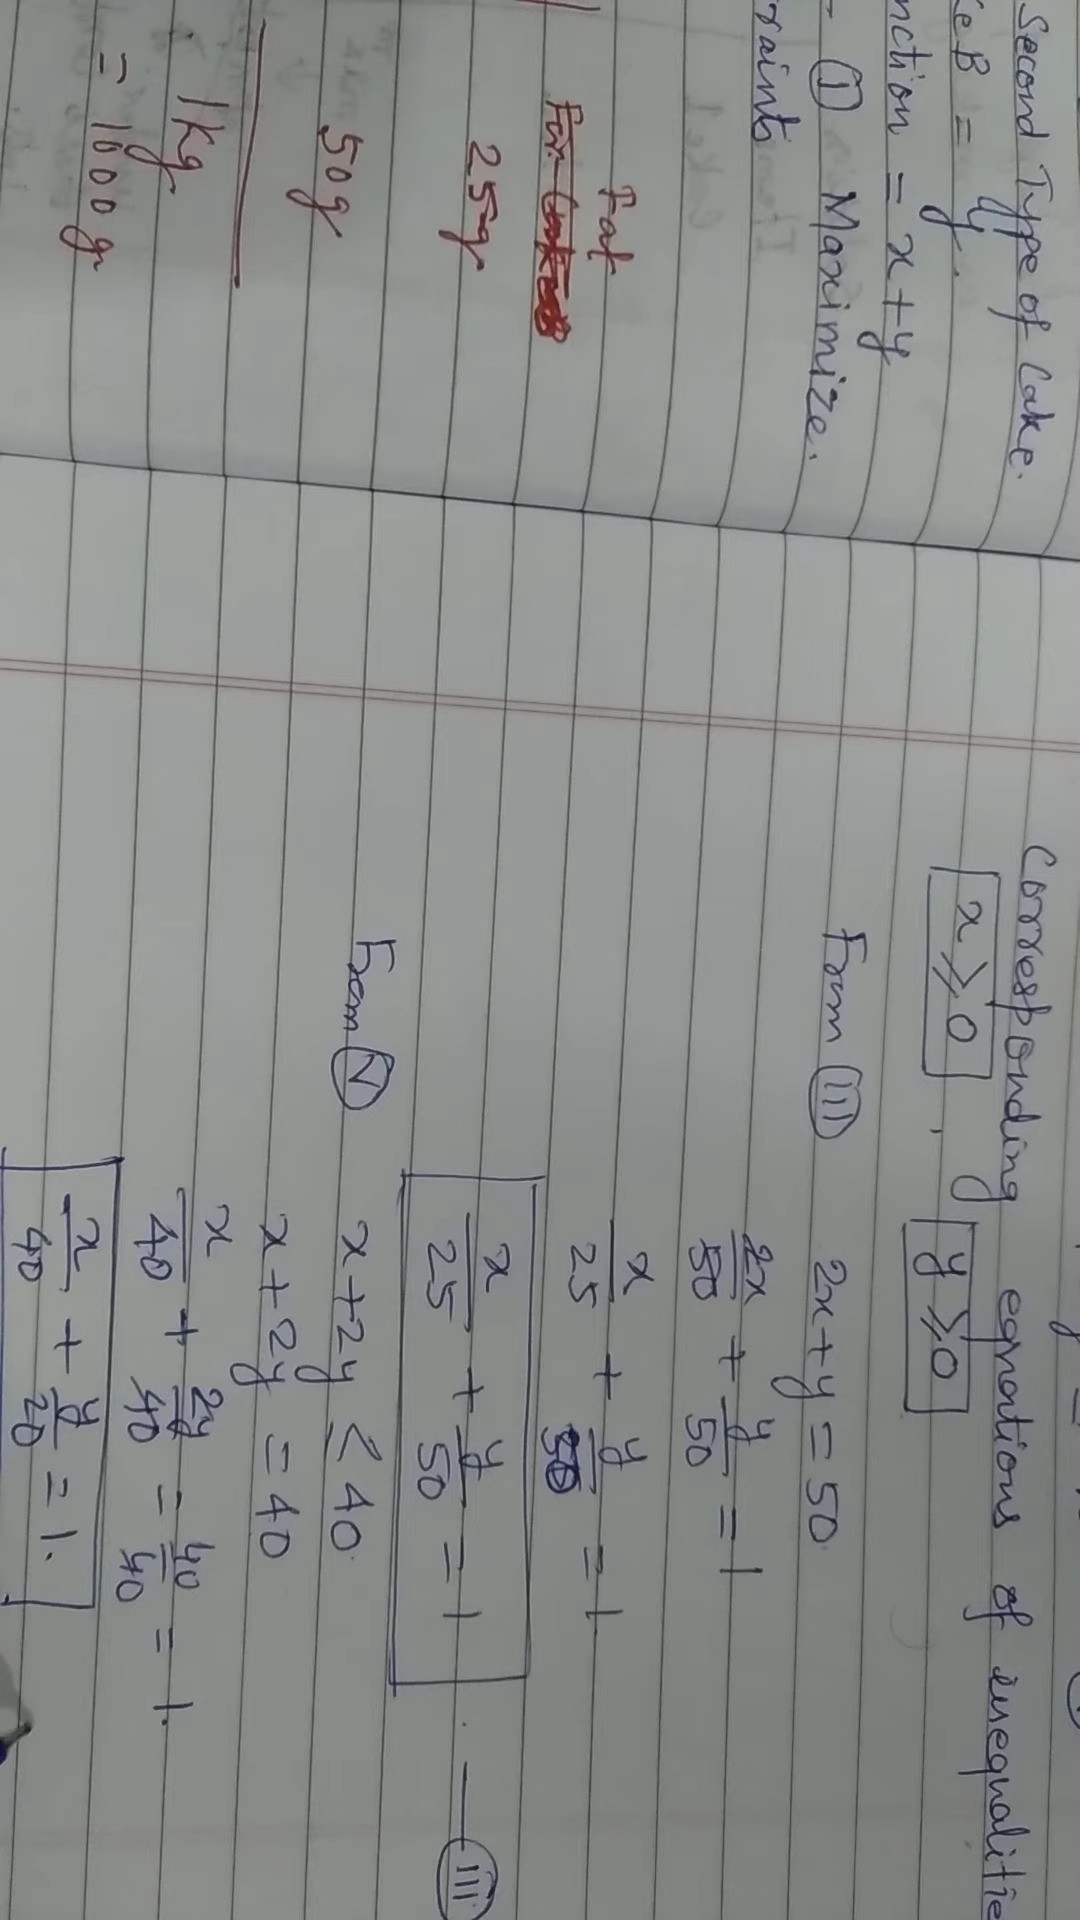 Second Type of Cake.
ke B = y.
nction = x + y
- (I) Maximize.
raints
Fat
25g
50g
1kg
= 1000g
Corresponding equations of inequalitie
x ≥ 0, y ≥ 0
From (III) 2x + y = 50
2x/50 + y/50 = 1
x/25 + y/50 = 1
x/25 + y/50 = 1. — (III)
From (V) x + 2y ≤ 40
x + 2y = 40
x/40 + 2y/40 = 40/40 = 1.
x/40 + y/20 = 1.